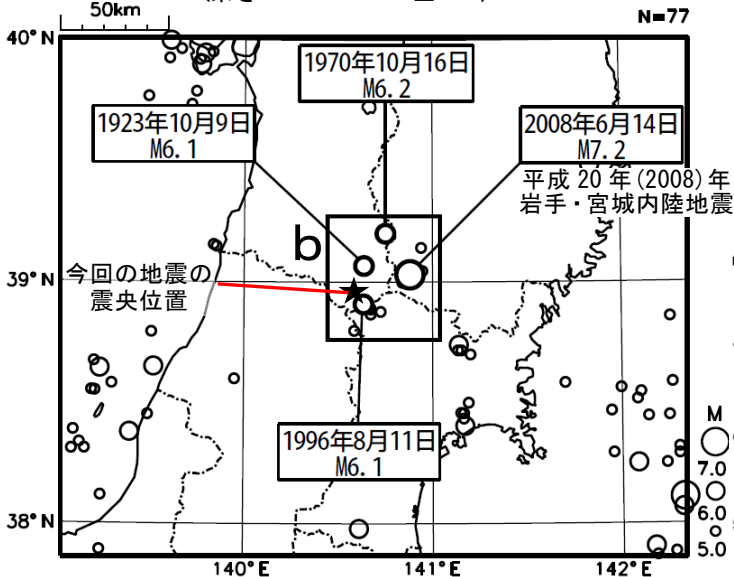 50km
N=77
40°N
1970年10月16日
M6.2
1923年10月9日
M6.1
2008年6月14日
M7.2
平成 20 年(2008)年
岩手・宮城内陸地震
b
39°N
今回の地震の
震央位置
1996年8月11日
M6.1
M
7.0
6.0
5.0
38°N
140°E
141°E
142°E